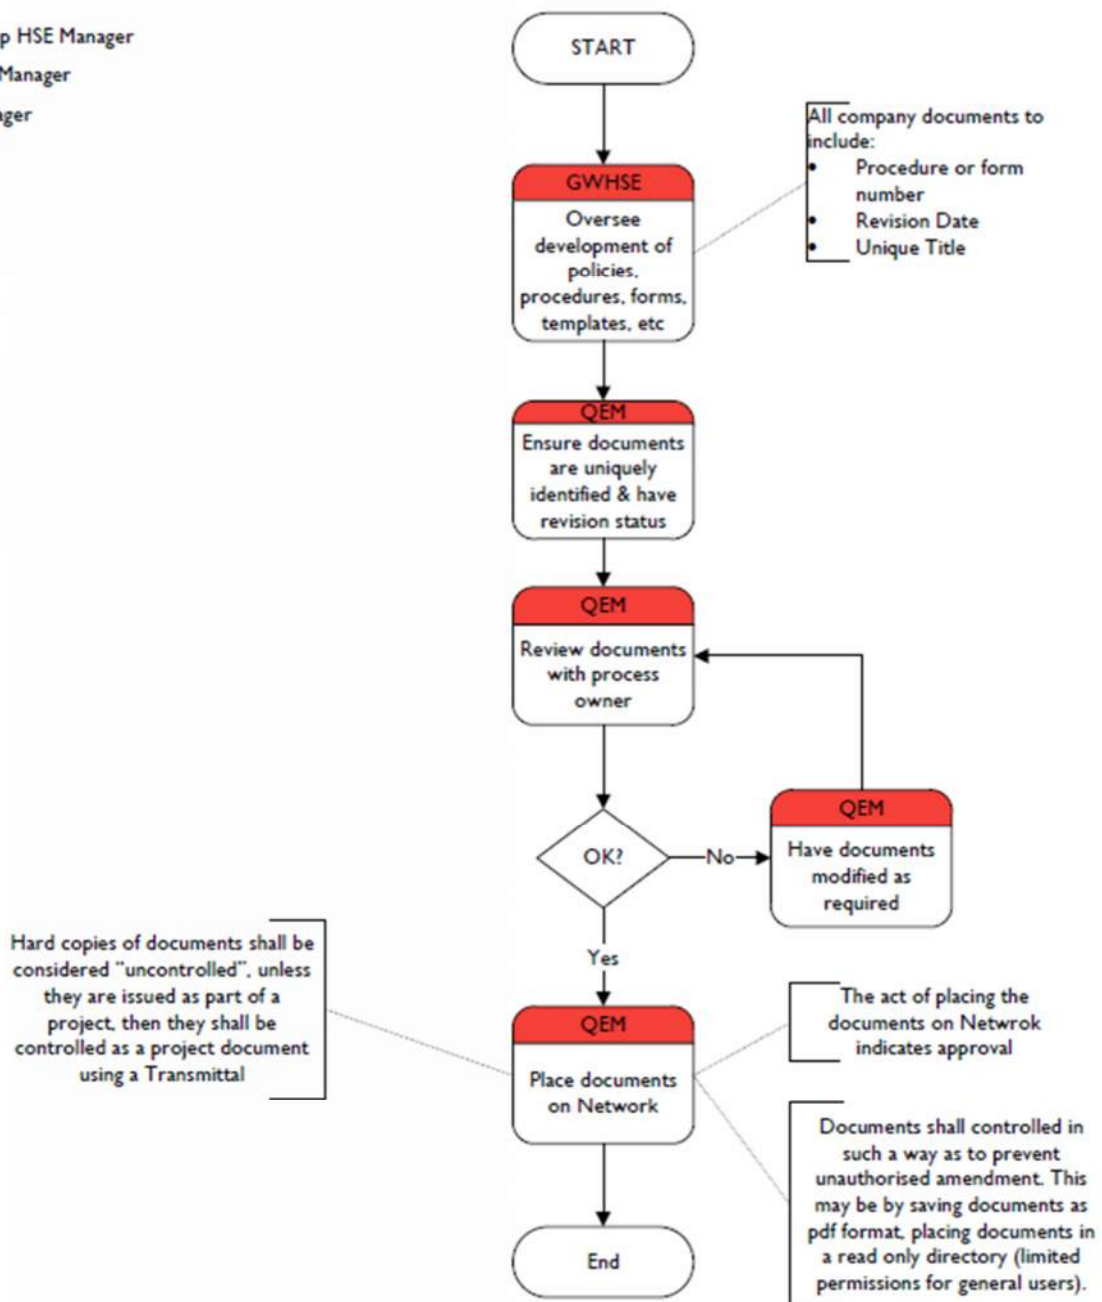 p HSE Manager
Manager
ager
START
All company documents to
include:
• Procedure or form
number
• Revision Date
• Unique Title
GWHSE
Oversee
development of
policies,
procedures, forms,
templates, etc
QEM
Ensure documents
are uniquely
identified & have
revision status
QEM
Review documents
with process
owner
OK?
No
QEM
Have documents
modified as
required
Yes
Hard copies of documents shall be
considered "uncontrolled", unless
they are issued as part of a
project, then they shall be
controlled as a project document
using a Transmittal
QEM
Place documents
on Network
The act of placing the
documents on Netwrok
indicates approval
Documents shall controlled in
such a way as to prevent
unauthorised amendment. This
may be by saving documents as
pdf format, placing documents in
a read only directory (limited
permissions for general users).
End